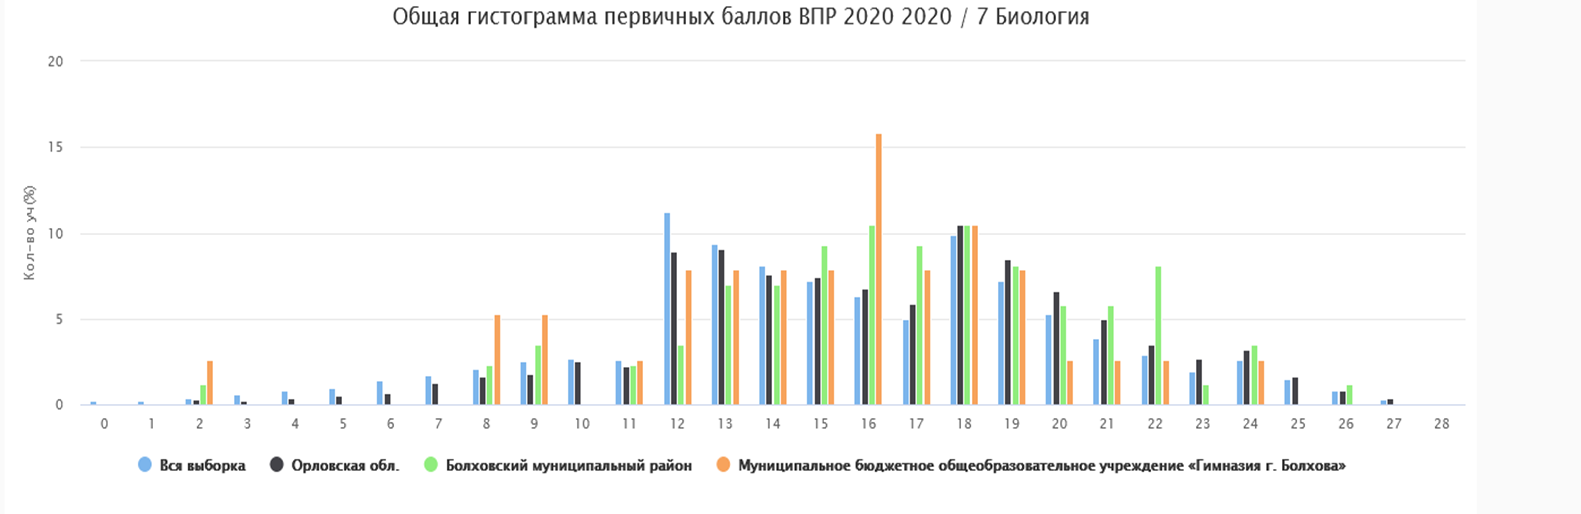 Общая гистограмма первичных баллов ВПР 2020 2020 / 7 Биология
20
15
10
5
0
Кол-во уч(%)
0 1 2 3 4 5 6 7 8 9 10 11 12 13 14 15 16 17 18 19 20 21 22 23 24 25 26 27 28
Вся выборка Орловская обл. Болховский муниципальный район Муниципальное бюджетное общеобразовательное учреждение «Гимназия г. Болхова»